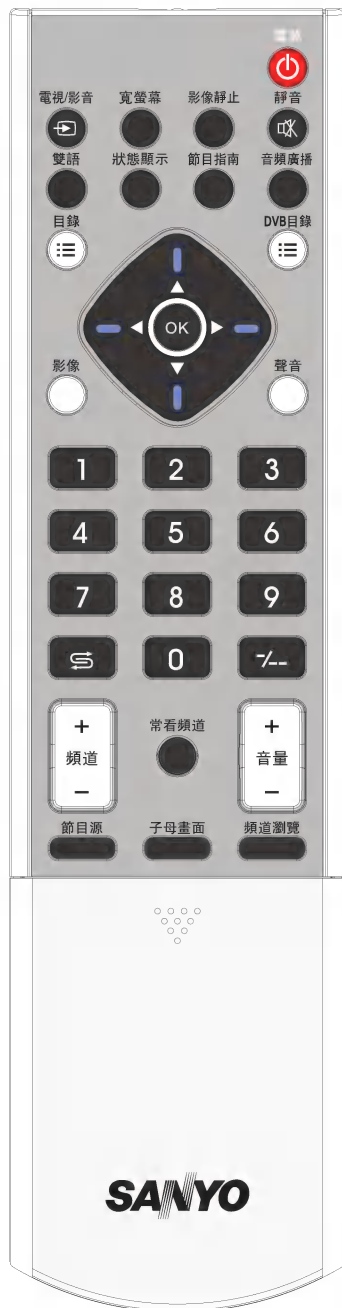 電視/影音 寬螢幕 影像靜止 靜音
雙語 狀態顯示 節目指南 音頻廣播
目錄 DVB目錄
OK
影像 聲音
1 2 3
4 5 6
7 8 9
0 -/--
+ 常看頻道 +
頻道 音量
− −
節目源 子母畫面 頻道瀏覽
SANYO